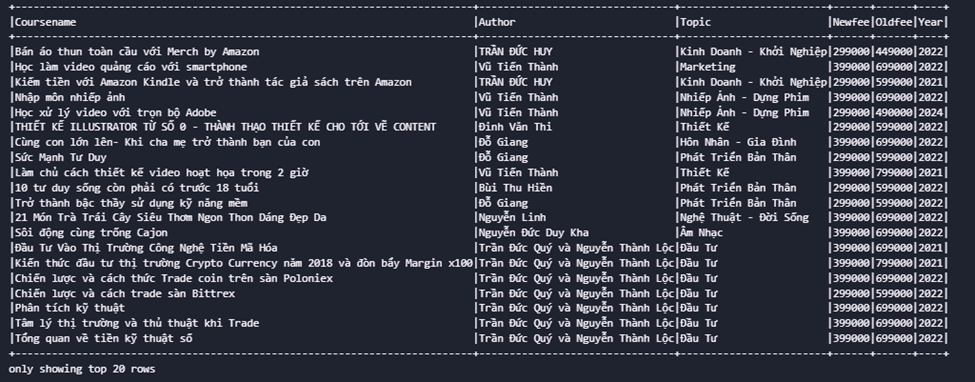 |Coursename|Author|Topic|Newfee|Oldfee|Year|
|Bán áo thun toàn cầu với Merch by Amazon|TRẦN ĐỨC HUY|Kinh Doanh - Khởi Nghiệp|299000|449000|2022|
|Học làm video quảng cáo với smartphone|Vũ Tiến Thành|Marketing|399000|699000|2022|
|Kiếm tiền với Amazon Kindle và trở thành tác giả sách trên Amazon|TRẦN ĐỨC HUY|Kinh Doanh - Khởi Nghiệp|299000|599000|2021|
|Nhập môn nhiếp ảnh|Vũ Tiến Thành|Nhiếp Ảnh - Dựng Phim|399000|699000|2022|
|Học xử lý video với trọn bộ Adobe|Vũ Tiến Thành|Nhiếp Ảnh - Dựng Phim|299000|490000|2024|
|THIẾT KẾ ILLUSTRATOR TỪ SỐ 0 - THÀNH THẠO THIẾT KẾ CHO TỚI VẼ CONTENT|Đinh Văn Thi|Thiết Kế|299000|599000|2022|
|Cùng con lớn lên- Khi cha mẹ trở thành bạn của con|Đỗ Giang|Hôn Nhân - Gia Đình|399000|699000|2022|
|Sức Mạnh Tư Duy|Đỗ Giang|Phát Triển Bản Thân|299000|599000|2022|
|Làm chủ cách thiết kế video hoạt họa trong 2 giờ|Vũ Tiến Thành|Thiết Kế|399000|799000|2021|
|10 tư duy sống còn phải có trước 18 tuổi|Bùi Thu Hiền|Phát Triển Bản Thân|299000|599000|2022|
|Trở thành bậc thầy sử dụng kỹ năng mềm|Đỗ Giang|Phát Triển Bản Thân|299000|599000|2022|
|21 Món Trà Trái Cây Siêu Thơm Ngon Thon Dáng Đẹp Da|Nguyễn Linh|Nghệ Thuật - Đời Sống|399000|699000|2022|
|Sôi động cùng trống Cajon|Nguyễn Đức Duy Kha|Âm Nhạc|399000|699000|2022|
|Đầu Tư Vào Thị Trường Công Nghệ Tiền Mã Hóa|Trần Đức Quý và Nguyễn Thành Lộc|Đầu Tư|399000|699000|2021|
|Kiến thức đầu tư thị trường Crypto Currency năm 2018 và đòn bẩy Margin x100|Trần Đức Quý và Nguyễn Thành Lộc|Đầu Tư|399000|799000|2021|
|Chiến lược và cách thức Trade coin trên sàn Poloniex|Trần Đức Quý và Nguyễn Thành Lộc|Đầu Tư|399000|699000|2022|
|Chiến lược và cách trade sàn Bittrex|Trần Đức Quý và Nguyễn Thành Lộc|Đầu Tư|299000|599000|2022|
|Phân tích kỹ thuật|Trần Đức Quý và Nguyễn Thành Lộc|Đầu Tư|399000|699000|2022|
|Tâm lý thị trường và thủ thuật khi Trade|Trần Đức Quý và Nguyễn Thành Lộc|Đầu Tư|399000|699000|2022|
|Tổng quan về tiền kỹ thuật số|Trần Đức Quý và Nguyễn Thành Lộc|Đầu Tư|399000|699000|2022|
only showing top 20 rows